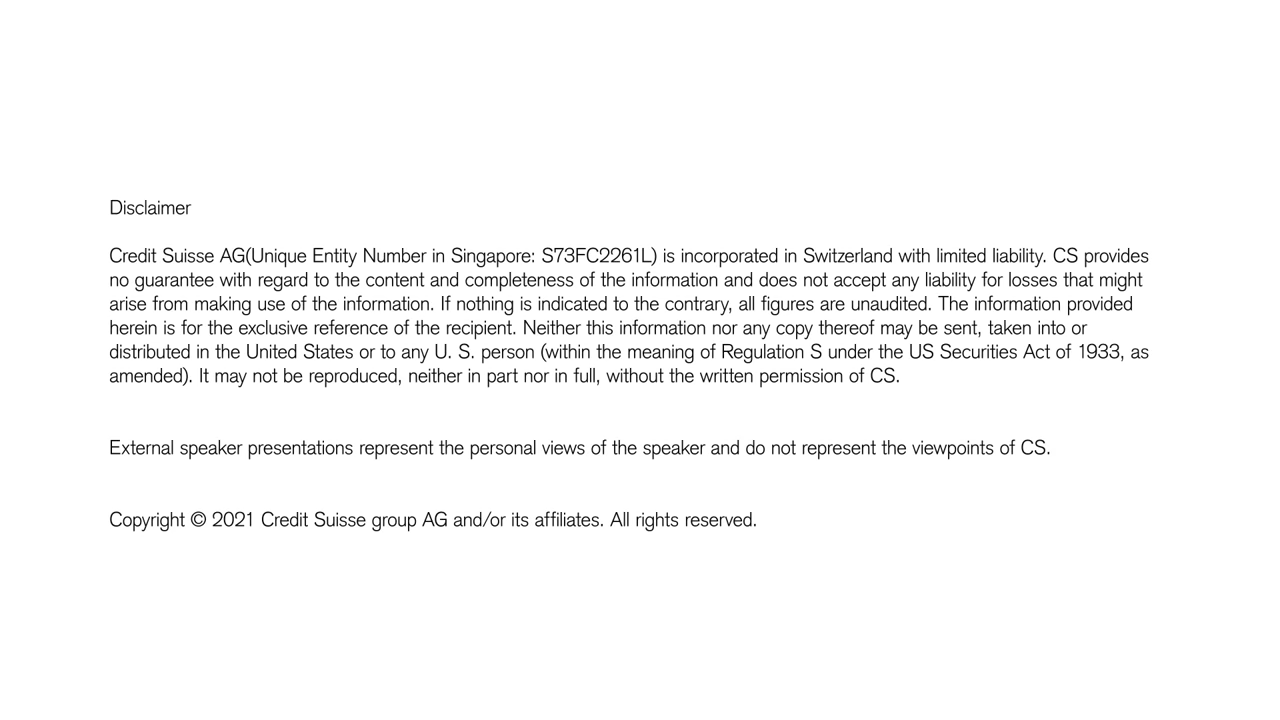 Disclaimer
Credit Suisse AG(Unique Entity Number in Singapore: S73FC2261L) is incorporated in Switzerland with limited liability. CS provides
no guarantee with regard to the content and completeness of the information and does not accept any liability for losses that might
arise from making use of the information. If nothing is indicated to the contrary, all figures are unaudited. The information provided
herein is for the exclusive reference of the recipient. Neither this information nor any copy thereof may be sent, taken into or
distributed in the United States or to any U. S. person (within the meaning of Regulation S under the US Securities Act of 1933, as
amended). It may not be reproduced, neither in part nor in full, without the written permission of CS.
External speaker presentations represent the personal views of the speaker and do not represent the viewpoints of CS.
Copyright © 2021 Credit Suisse group AG and/or its affiliates. All rights reserved.